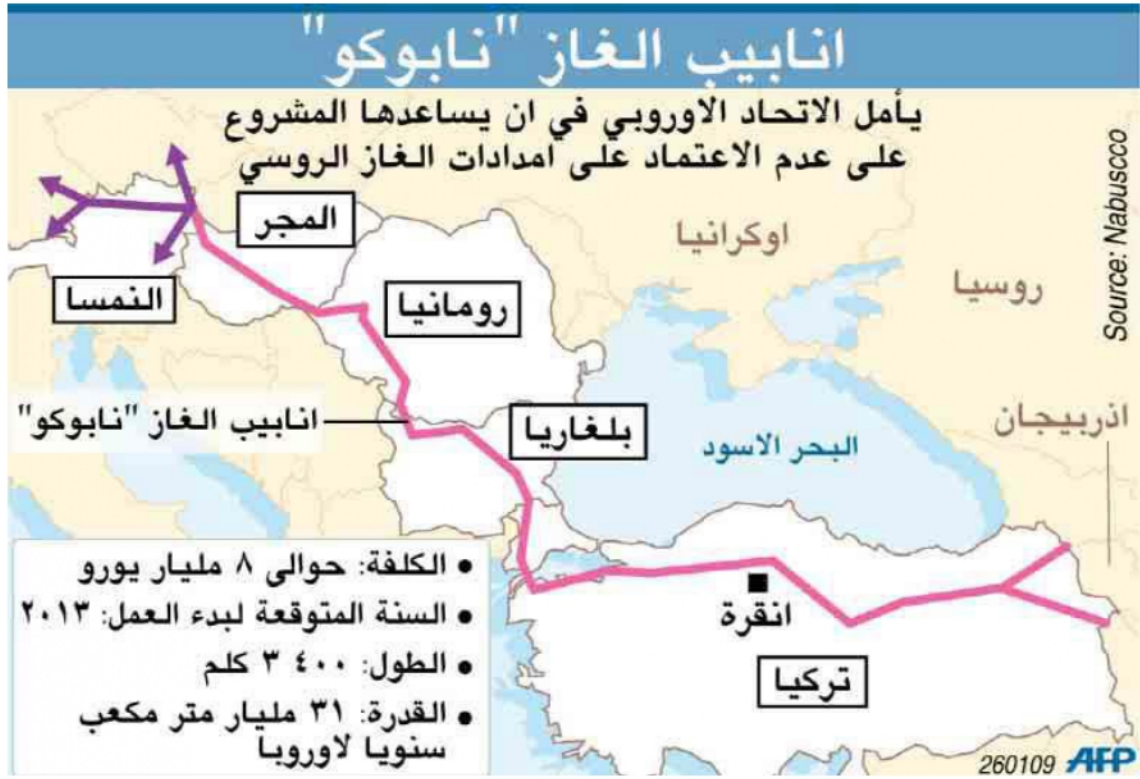 انابيب الغاز "نابوكو"
يأمل الاتحاد الاوروبي في ان يساعدها المشروع
على عدم الاعتماد على امدادات الغاز الروسي
Source: Nabuscco
المجر
اوكرانيا
روسيا
النمسا
رومانيا
انابيب الغاز "نابوكو"
بلغاريا
البحر الاسود
اذربيجان
انقرة
تركيا
• الكلفة: حوالى ٨ مليار يورو
• السنة المتوقعة لبدء العمل: ٢٠١٣
• الطول: ٤٠٠ ٣ كلم
• القدرة: ٣١ مليار متر مكعب
سنويا لاوروبا
260109 AFP